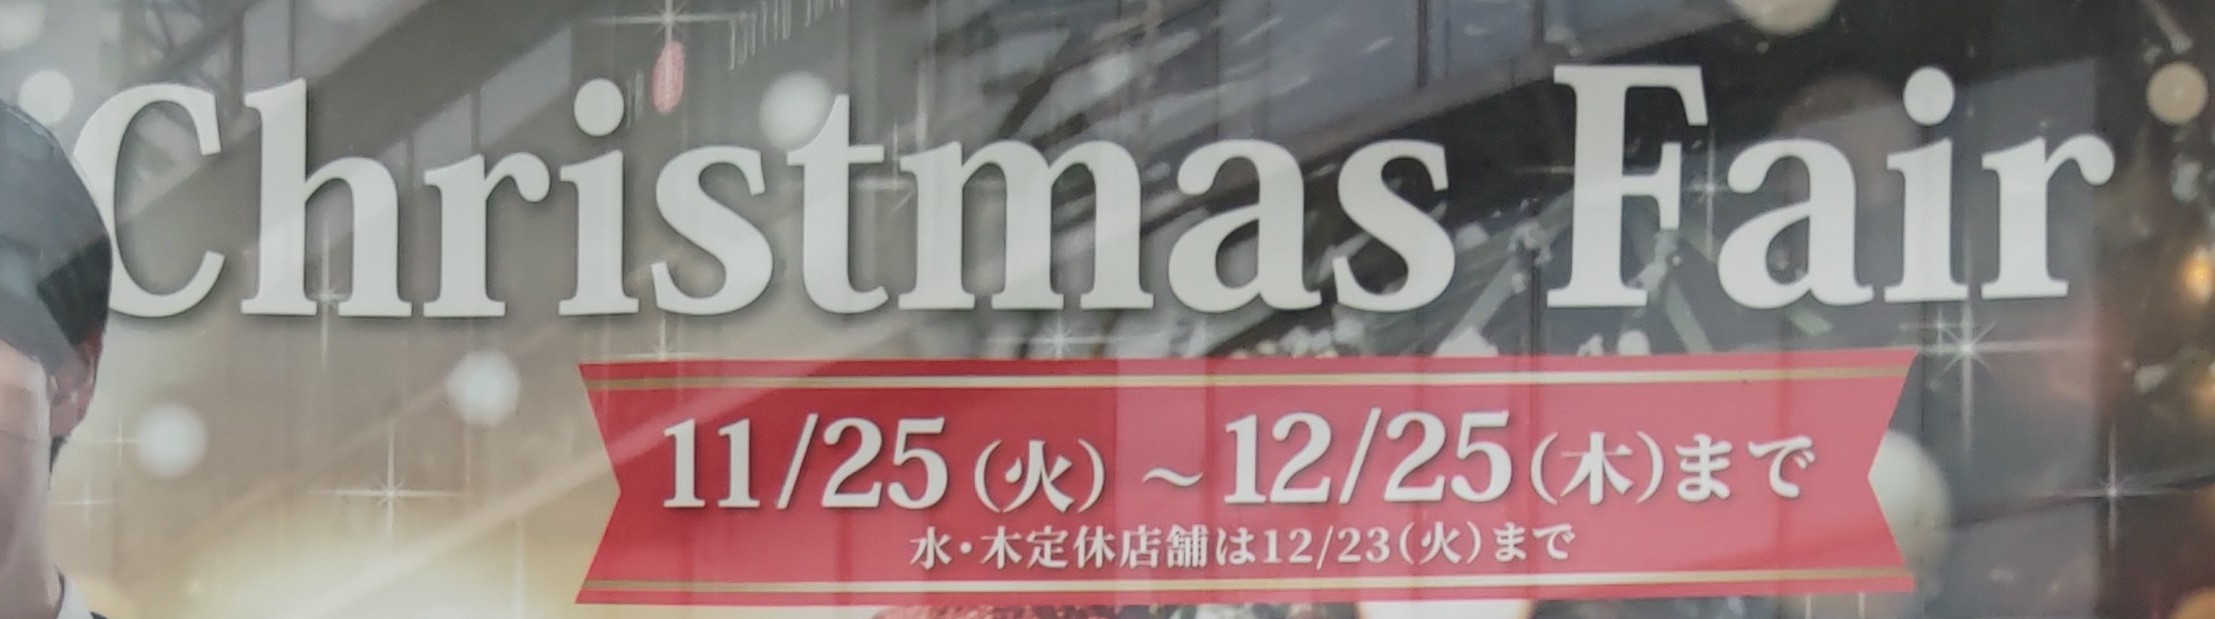 Christmas Fair
11/25（火）～12/25（木）まで
水・木定休店舗は12/23（火）まで